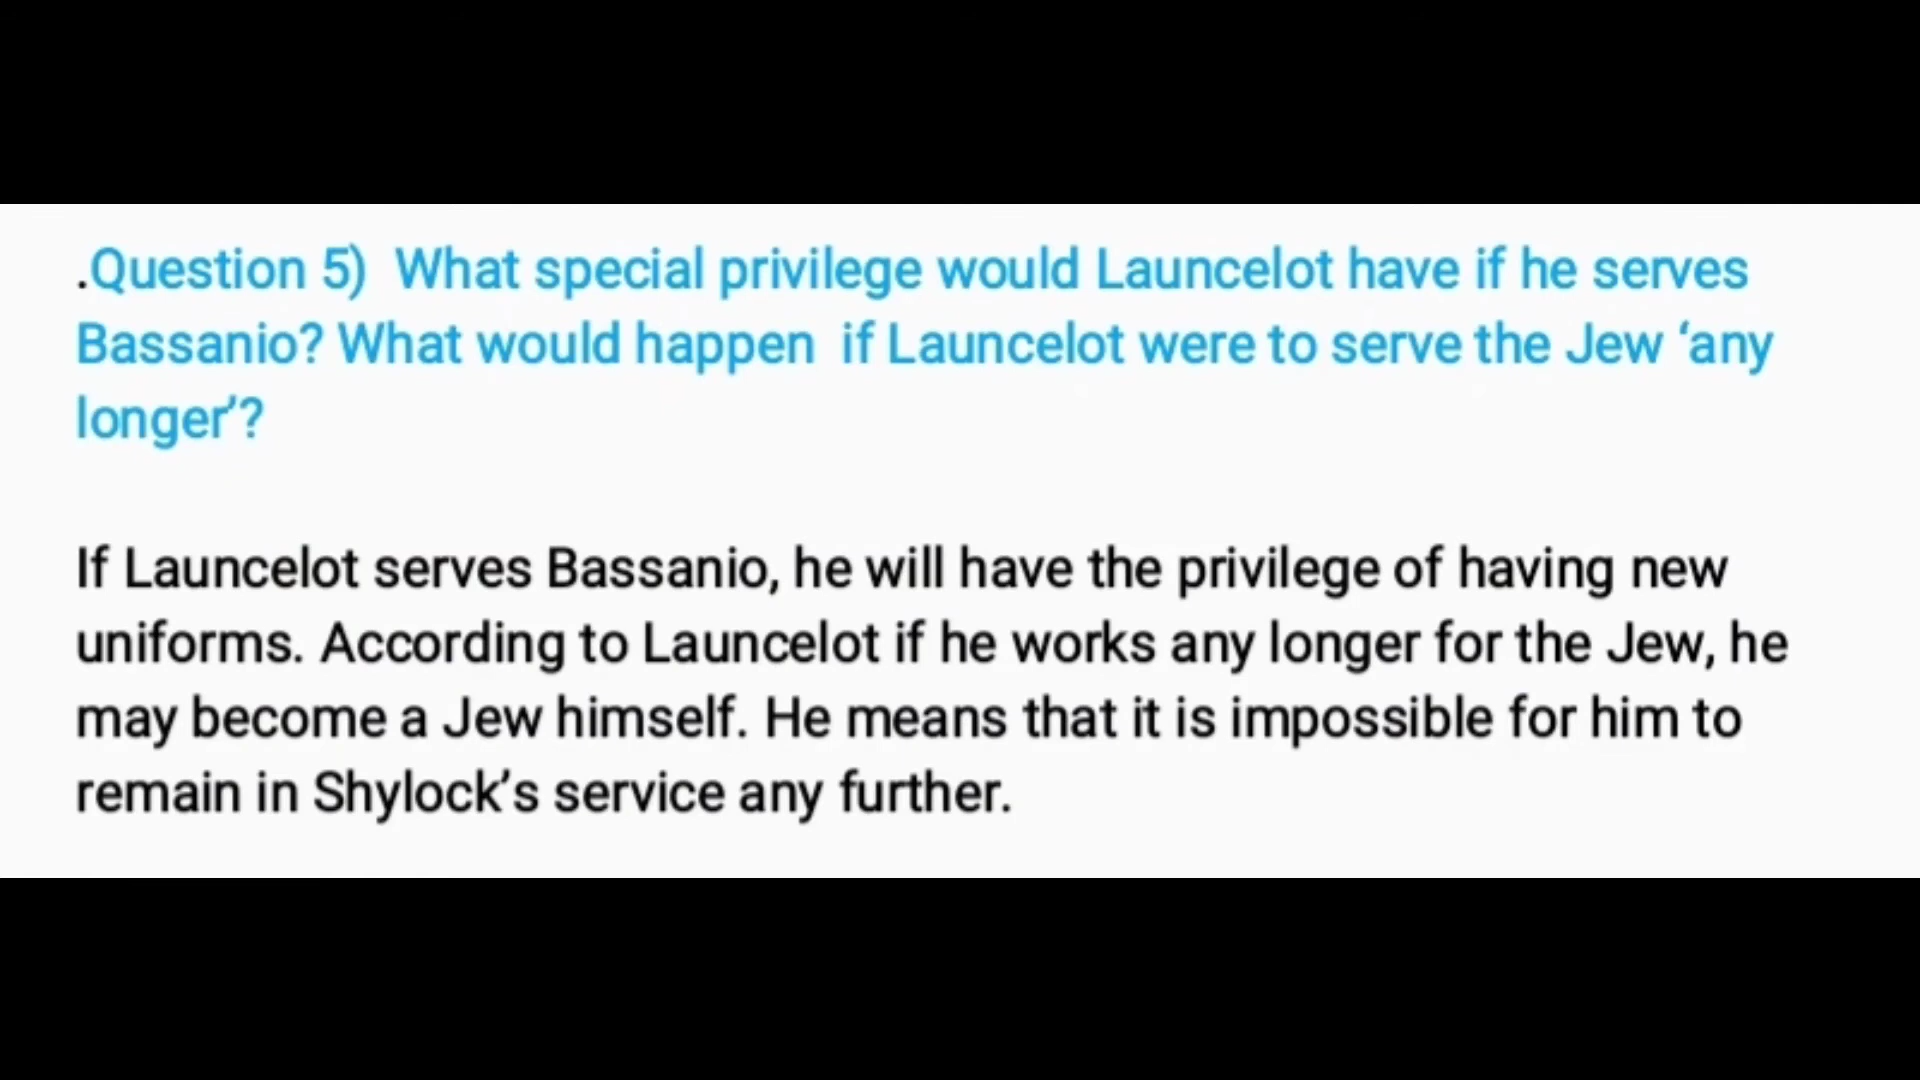 .Question 5)  What special privilege would Launcelot have if he serves
Bassanio? What would happen  if Launcelot were to serve the Jew ‘any
longer’?
If Launcelot serves Bassanio, he will have the privilege of having new
uniforms. According to Launcelot if he works any longer for the Jew, he
may become a Jew himself. He means that it is impossible for him to
remain in Shylock’s service any further.